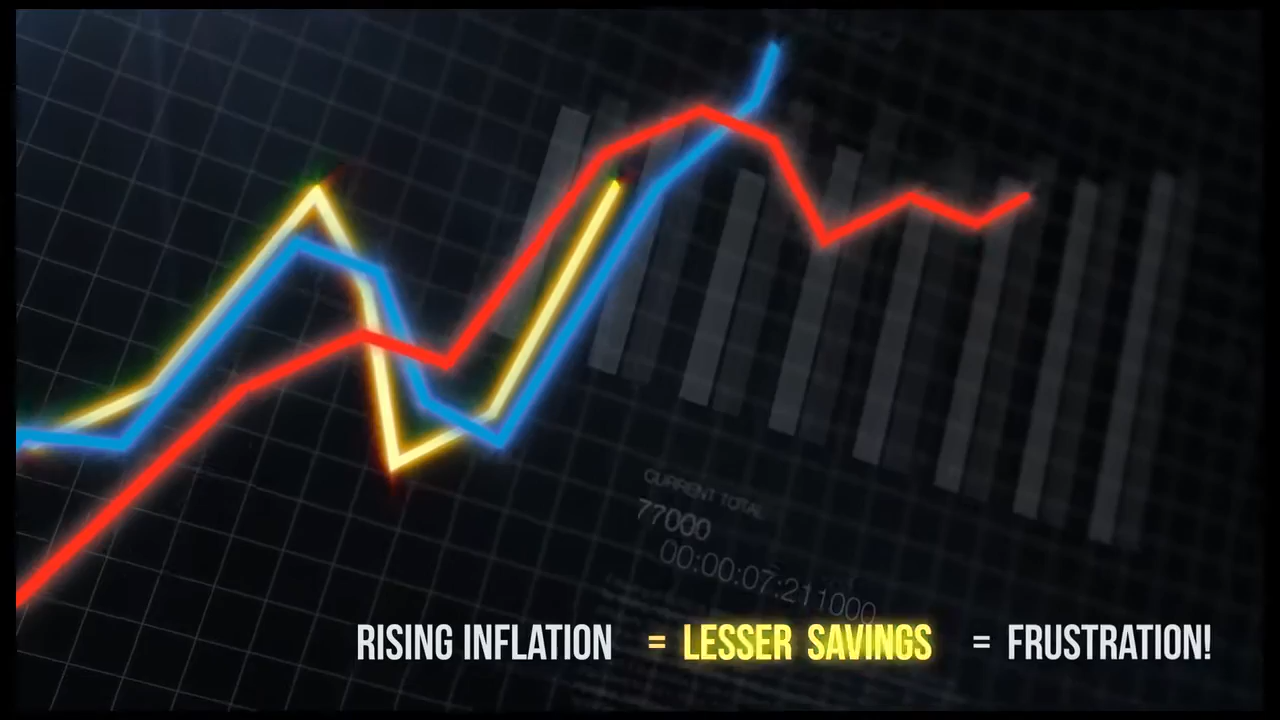 CURRENT TOTAL
77000
00:00:07:211000
RISING INFLATION = LESSER SAVINGS = FRUSTRATION!